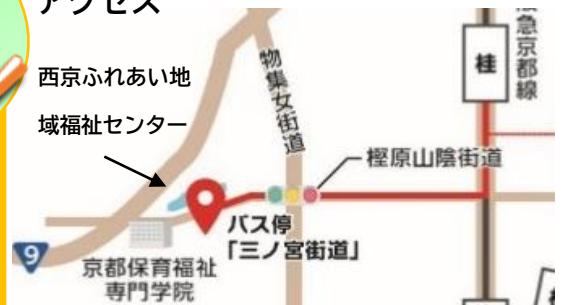 アクセス
西京ふれあい地
域福祉センター
物集女街道
桂
阪急京都線
樫原山陰街道
バス停
「三ノ宮街道」
9
京都保育福祉
専門学院